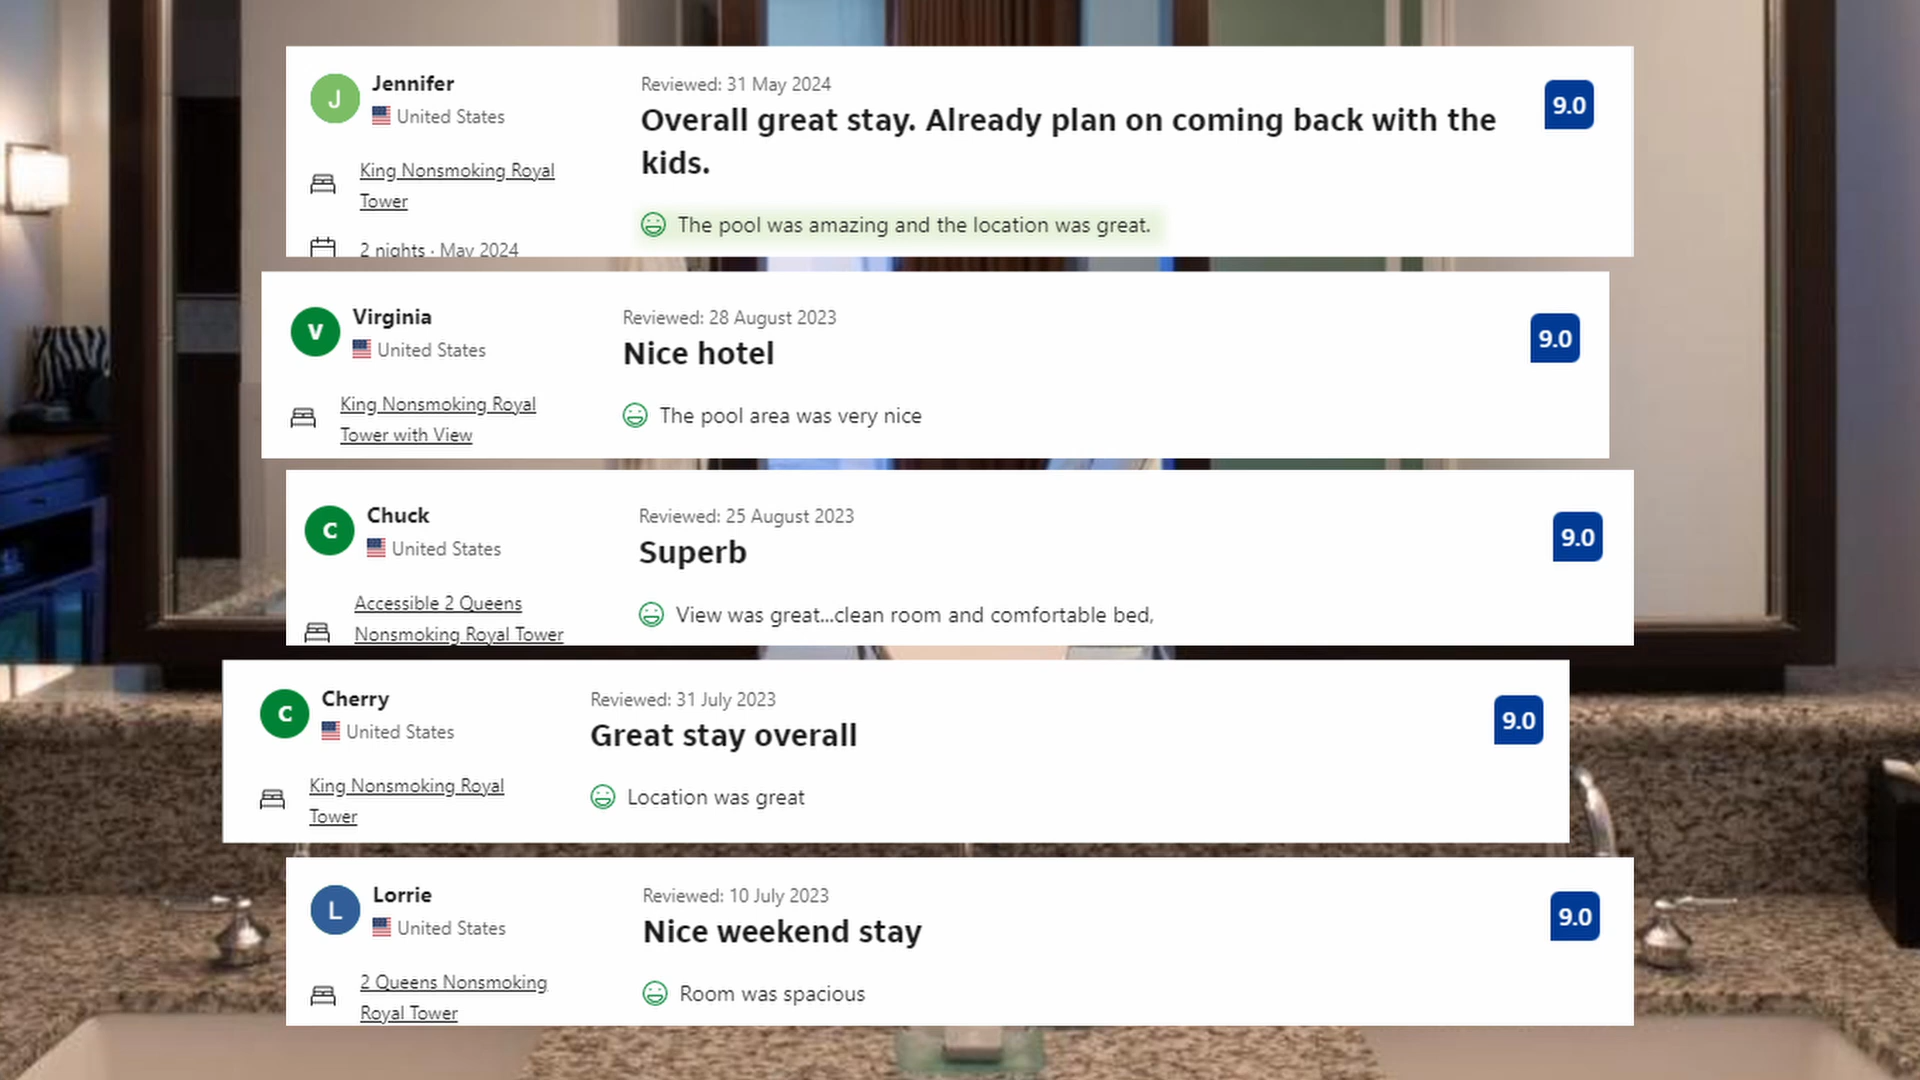 J
Jennifer
United States
King Nonsmoking Royal
Tower
2 nights · May 2024
Reviewed: 31 May 2024
Overall great stay. Already plan on coming back with the
kids.
The pool was amazing and the location was great.
9.0
V
Virginia
United States
King Nonsmoking Royal
Tower with View
Reviewed: 28 August 2023
Nice hotel
The pool area was very nice
9.0
C
Chuck
United States
Accessible 2 Queens
Nonsmoking Royal Tower
Reviewed: 25 August 2023
Superb
View was great...clean room and comfortable bed,
9.0
C
Cherry
United States
King Nonsmoking Royal
Tower
Reviewed: 31 July 2023
Great stay overall
Location was great
9.0
L
Lorrie
United States
2 Queens Nonsmoking
Royal Tower
Reviewed: 10 July 2023
Nice weekend stay
Room was spacious
9.0